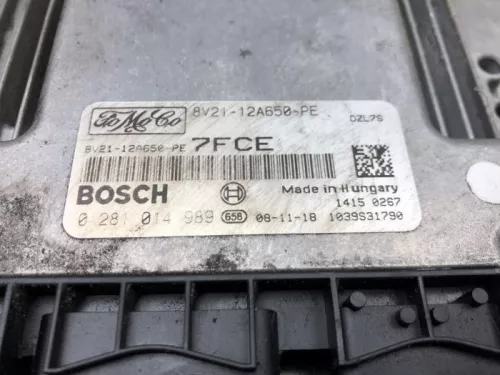 FoMoCo 8V21-12A650-PE DZL7S
8V21-12A650-PE 7FCE
BOSCH Made in Hungary
1415 0267
0 281 014 989 658 08-11-18 1039S31790